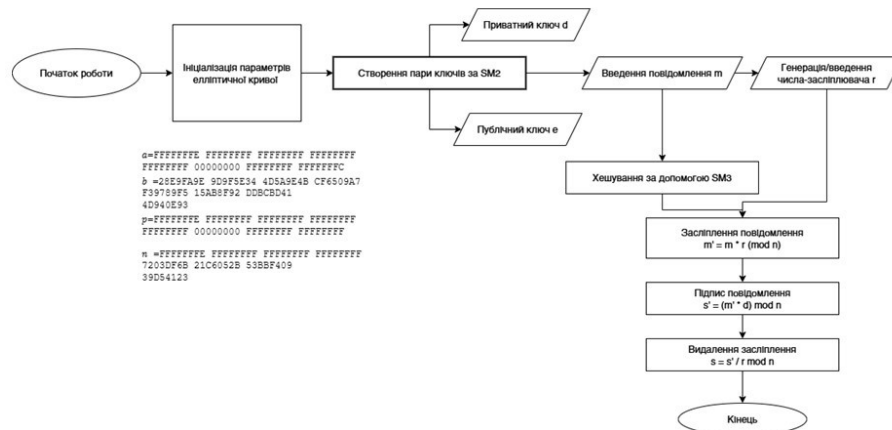 Приватний ключ d
Початок роботи
Ініціалізація параметрів
елліптичної кривої
Створення пари ключів за SM2
Введення повідомлення m
Генерація/введення
числа-засліплювача r
Публічний ключ e
a=FFFFFFFE FFFFFFFF FFFFFFFF FFFFFFFF
FFFFFFFF 00000000 FFFFFFFF FFFFFFFC
b =28E9FA9E 9D9F5E34 4D5A9E4B CF6509A7
F39789F5 15AB8F92 DDBCBD41
4D940E93
p=FFFFFFFE FFFFFFFF FFFFFFFF FFFFFFFF
FFFFFFFF 00000000 FFFFFFFF FFFFFFFF
n =FFFFFFFE FFFFFFFF FFFFFFFF FFFFFFFF
7203DF6B 21C6052B 53BBF409
39D54123
Хешування за допомогою SM3
Засліплення повідомлення
m' = m * r (mod n)
Підпис повідомлення
s' = (m' * d) mod n
Видалення засліплення
s = s' / r mod n
Кінець